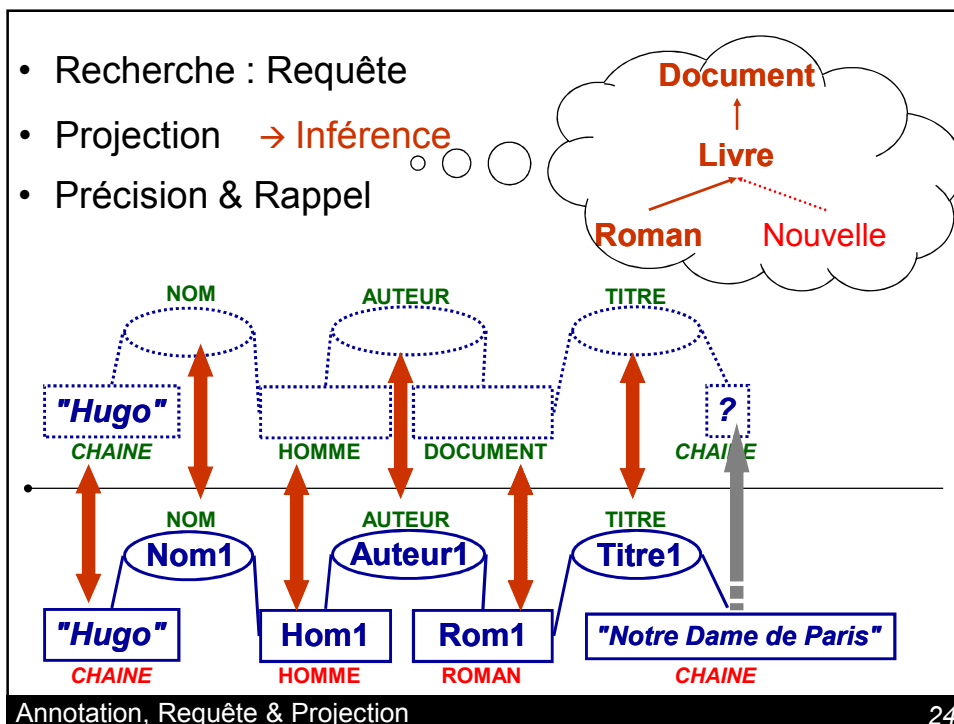 • Recherche : Requête
• Projection → Inférence
• Précision & Rappel
Document
Livre
Roman Nouvelle
NOM AUTEUR TITRE
"Hugo" ?
CHAINE HOMME DOCUMENT CHAINE
NOM AUTEUR TITRE
Nom1 Auteur1 Titre1
"Hugo" Hom1 Rom1 "Notre Dame de Paris"
CHAINE HOMME ROMAN CHAINE
Annotation, Requête & Projection 24